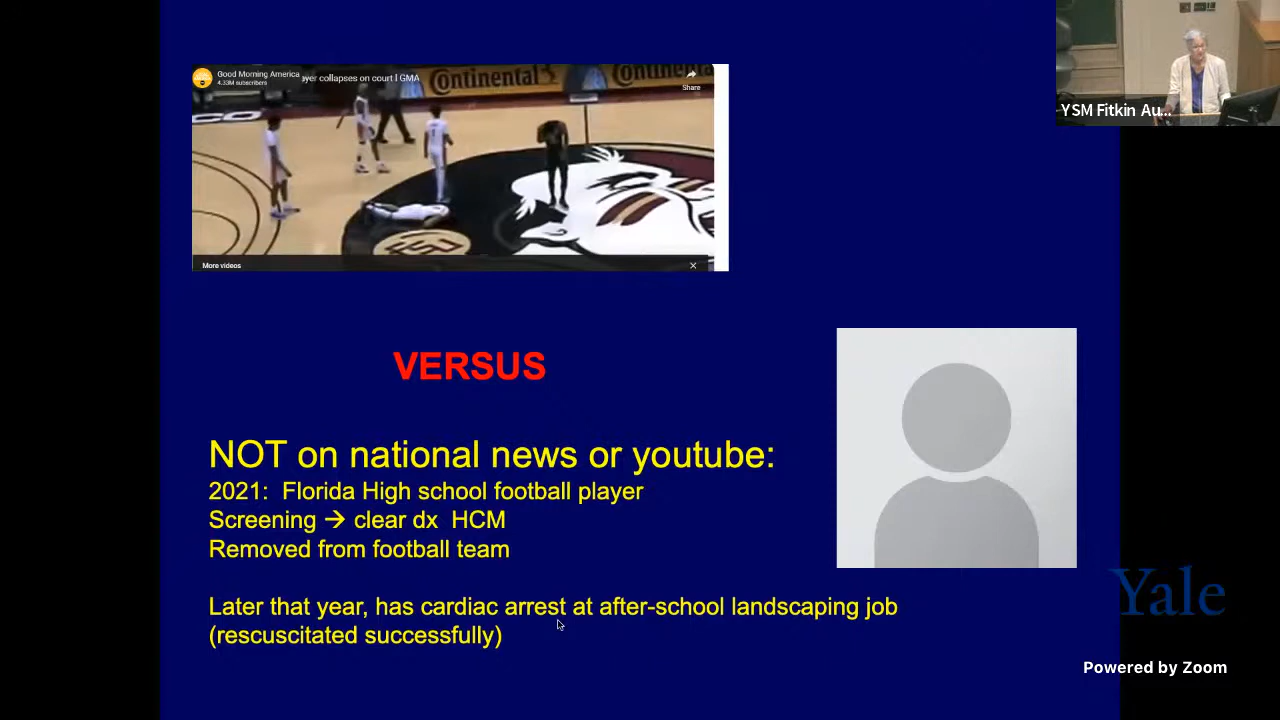 Good Morning America
4.33M subscribers
ayer collapses on court | GMA
Continental
Continenta
Share
FSU
More videos
YSM Fitkin Au...
VERSUS
NOT on national news or youtube:
2021: Florida High school football player
Screening → clear dx HCM
Removed from football team
Later that year, has cardiac arrest at after-school landscaping job
(rescuscitated successfully)
Yale
Powered by Zoom